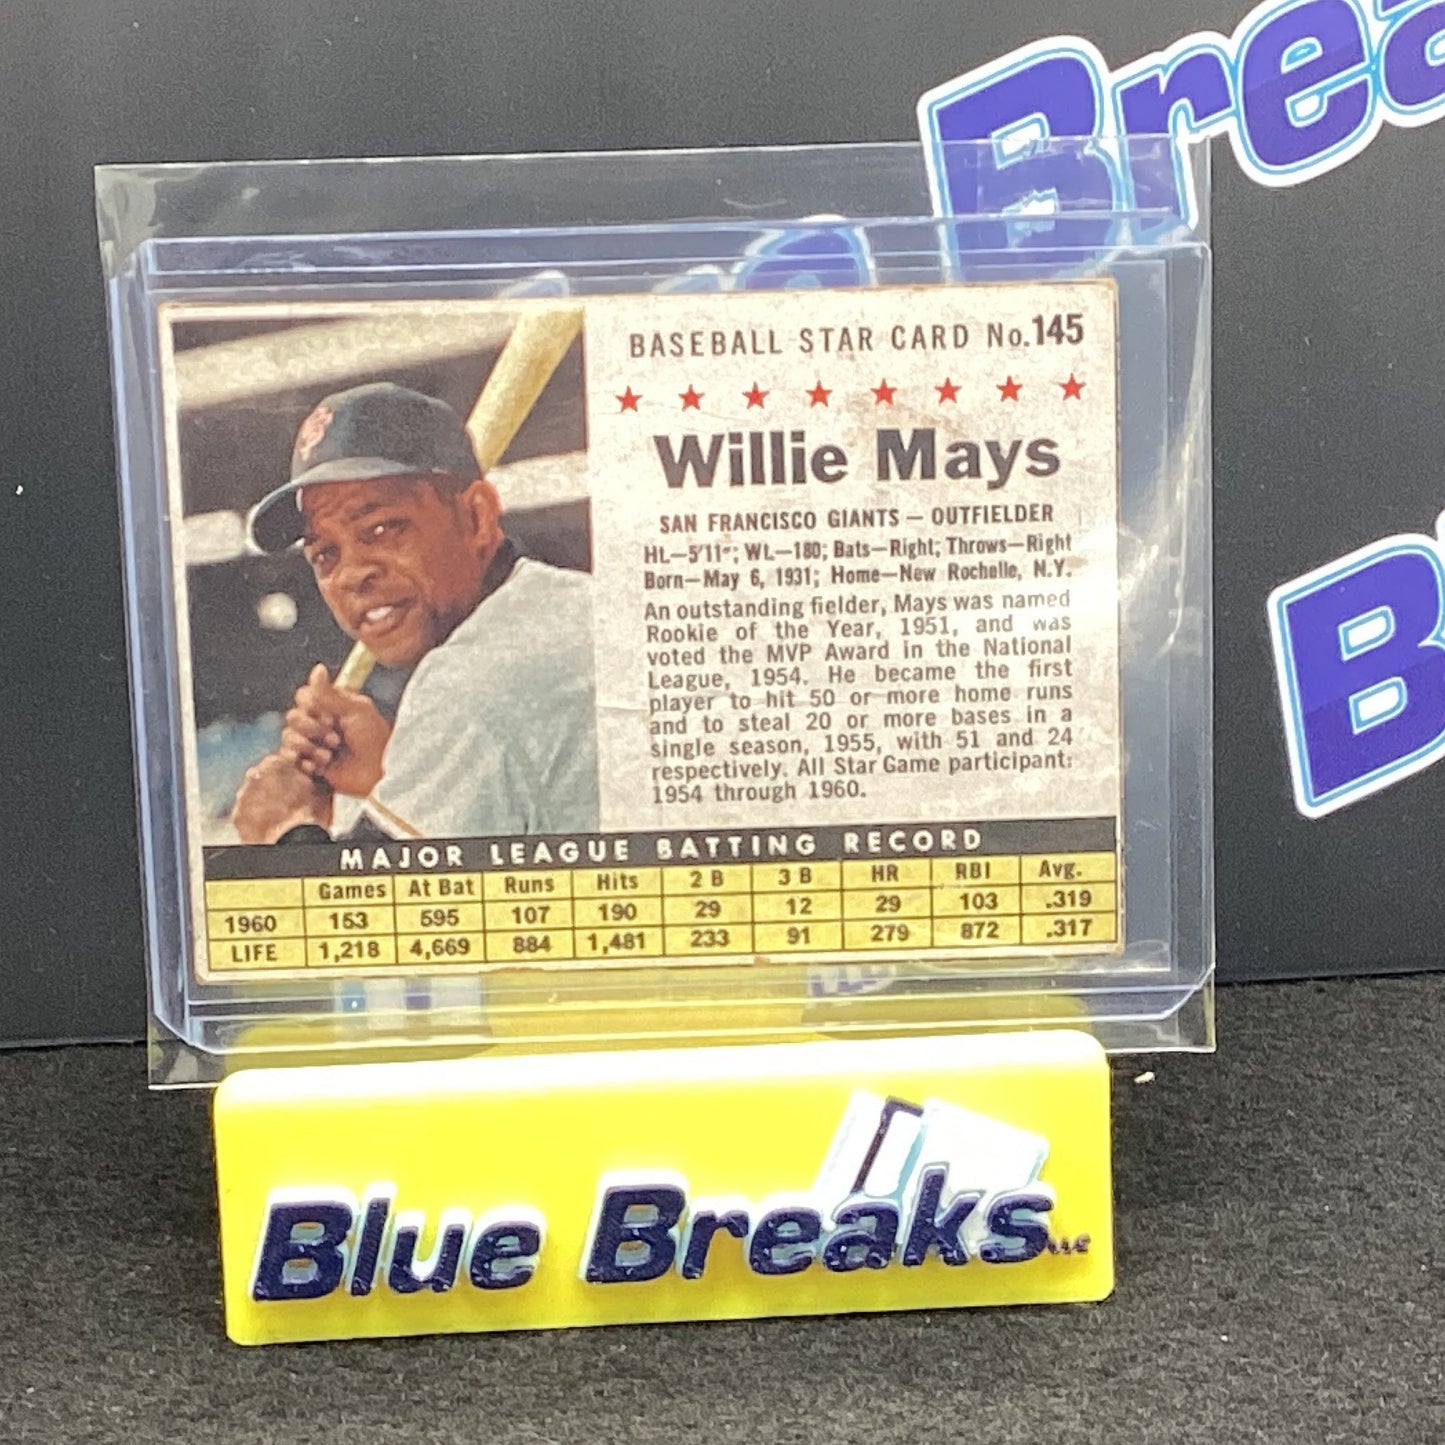 Brea
B
BASEBALL STAR CARD No.145
Willie Mays
SAN FRANCISCO GIANTS — OUTFIELDER
Ht.—5'11"; Wt.—180; Bats—Right; Throws—Right
Born—May 6, 1931; Home—New Rochelle, N.Y.
An outstanding fielder, Mays was named
Rookie of the Year, 1951, and was
voted the MVP Award in the National
League, 1954. He became the first
player to hit 50 or more home runs
and to steal 20 or more bases in a
single season, 1955, with 51 and 24
respectively. All Star Game participant:
1954 through 1960.
MAJOR LEAGUE BATTING RECORD
Games At Bat Runs Hits 2 B 3 B HR RBI Avg.
1960 153 595 107 190 29 12 29 103 .319
LIFE 1,218 4,669 884 1,481 233 91 279 872 .317
Blue Breaks LLC